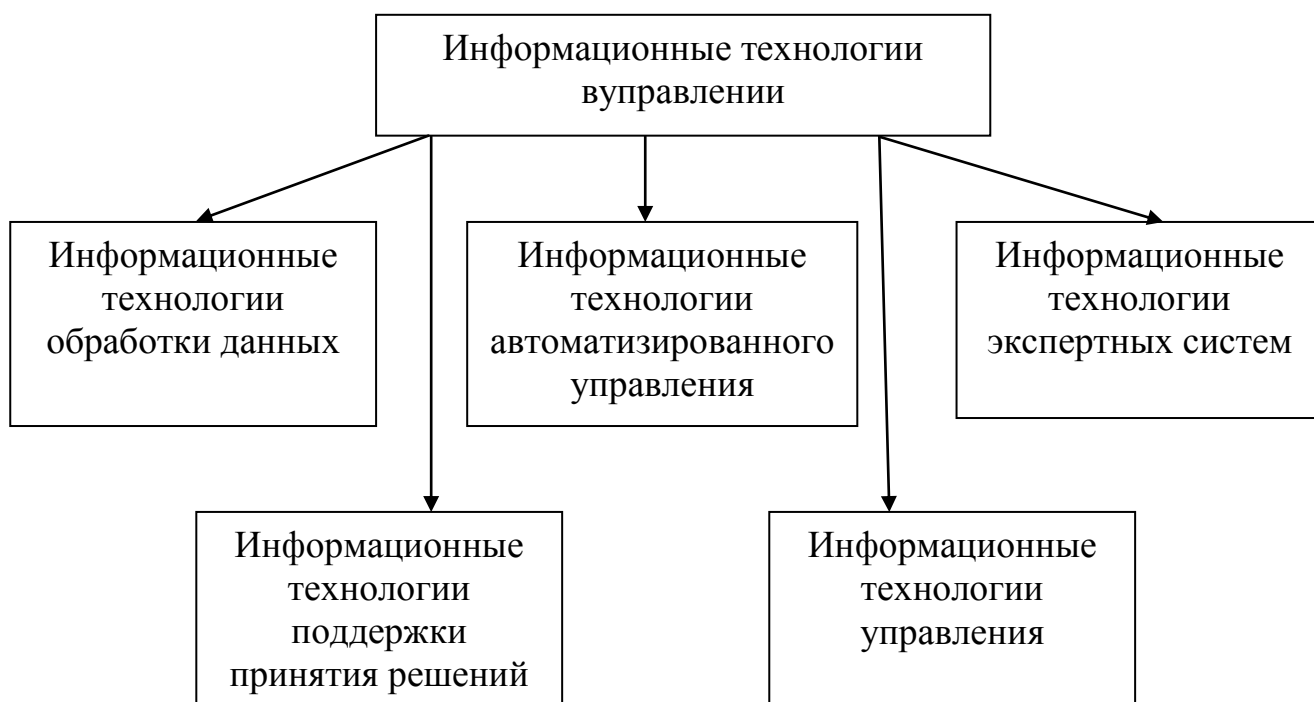 Информационные технологии
вуправлении
Информационные
технологии
обработки данных
Информационные
технологии
автоматизированного
управления
Информационные
технологии
экспертных систем
Информационные
технологии
поддержки
принятия решений
Информационные
технологии
управления